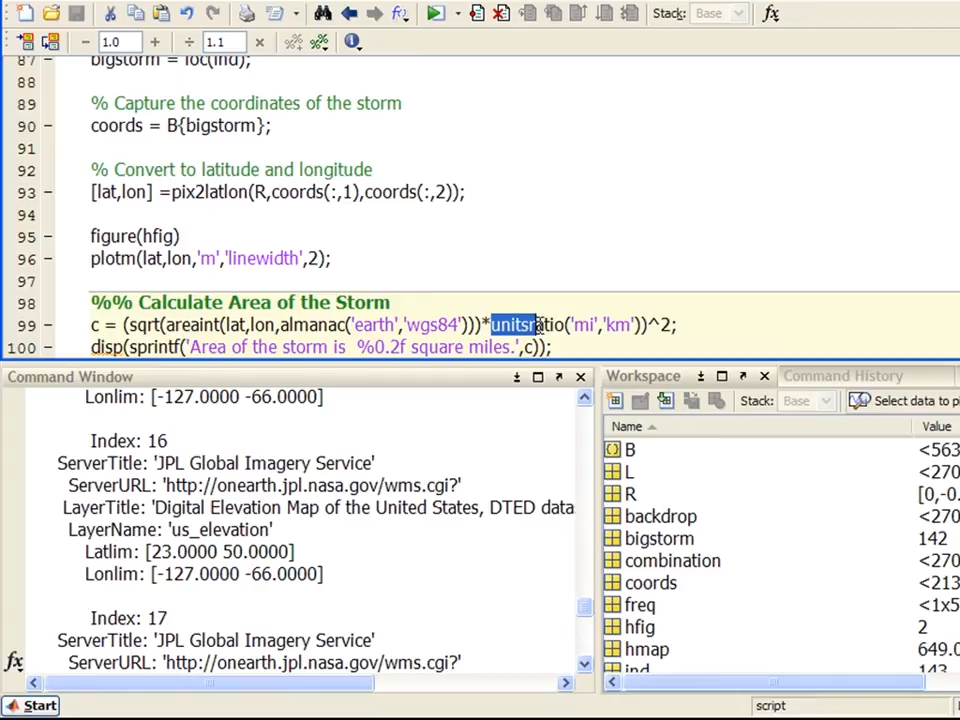 1.0
1.1
Stack:
Base
fx
87
bigstorm = loc(ind);
88
89
% Capture the coordinates of the storm
90
coords = B{bigstorm};
91
92
% Convert to latitude and longitude
93
[lat,lon] =pix2latlon(R,coords(:,1),coords(:,2));
94
95
figure(hfig)
96
plotm(lat,lon,'m','linewidth',2);
97
98
%% Calculate Area of the Storm
99
c = (sqrt(areaint(lat,lon,almanac('earth','wgs84')))*unitsratio('mi','km'))^2;
100
disp(sprintf('Area of the storm is  %0.2f square miles.',c));
Command Window
Lonlim: [-127.0000 -66.0000]
Index: 16
ServerTitle: 'JPL Global Imagery Service'
ServerURL: 'http://onearth.jpl.nasa.gov/wms.cgi?'
LayerTitle: 'Digital Elevation Map of the United States, DTED data
LayerName: 'us_elevation'
Latlim: [23.0000 50.0000]
Lonlim: [-127.0000 -66.0000]
Index: 17
ServerTitle: 'JPL Global Imagery Service'
ServerURL: 'http://onearth.jpl.nasa.gov/wms.cgi?'
fx
Workspace
Command History
Stack:
Base
Select data to
Name
Value
B
<563
L
<270
R
[0,-0.
backdrop
<270
bigstorm
142
combination
<270
coords
<213
freq
<1x5
hfig
2
hmap
649.0
ind
143
Start
script